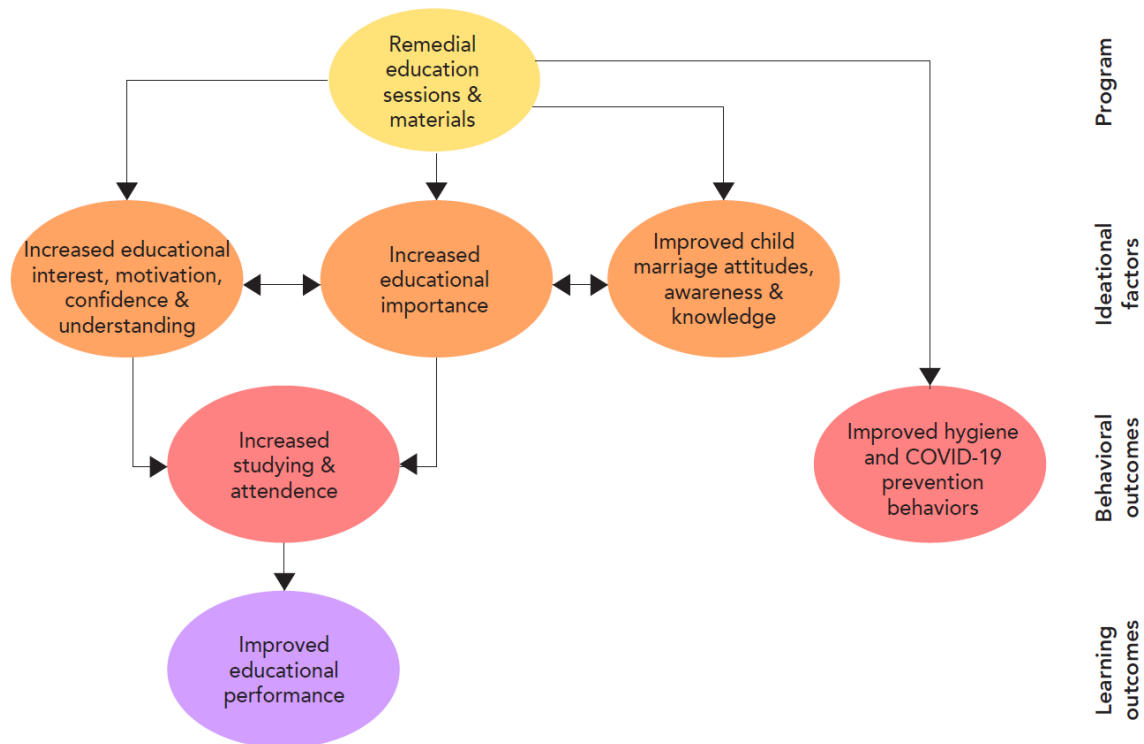 Remedial
education
sessions &
materials
Program
Increased educational
interest, motivation,
confidence &
understanding
Increased
educational
importance
Improved child
marriage attitudes,
awareness &
knowledge
Ideational
factors
Increased
studying &
attendence
Improved hygiene
and COVID-19
prevention
behaviors
Behavioral
outcomes
Improved
educational
performance
Learning
outcomes